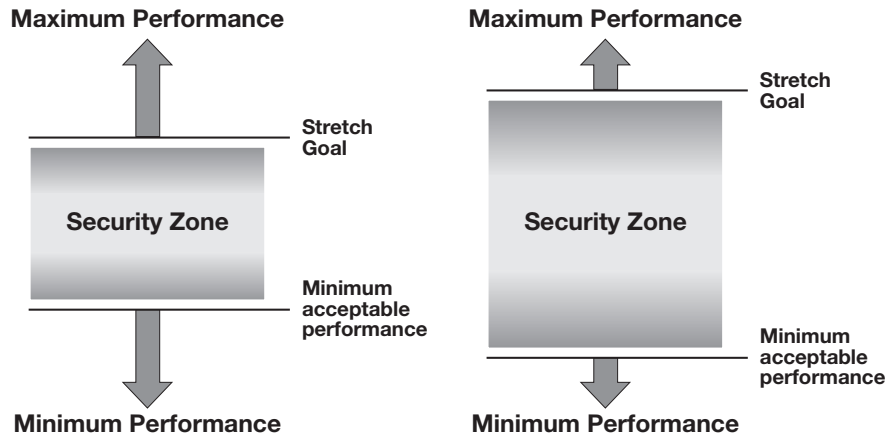 Maximum Performance
Stretch
Goal
Security Zone
Minimum
acceptable
performance
Minimum Performance
Maximum Performance
Stretch
Goal
Security Zone
Minimum
acceptable
performance
Minimum Performance